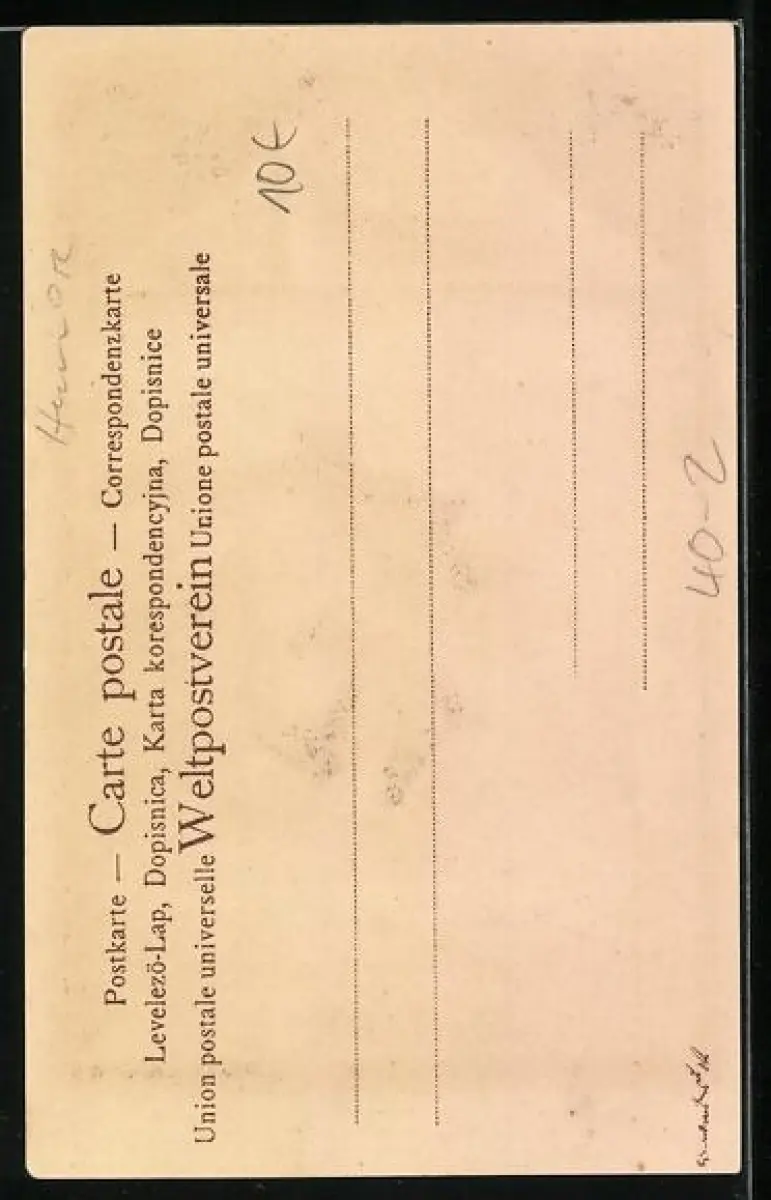 Postkarte — Carte postale — Correspondenzkarte
Levelező-Lap, Dopisnica, Karta korespondencyjna, Dopisnice
Union postale universelle Weltpostverein Unione postale universale
10 €
40-2